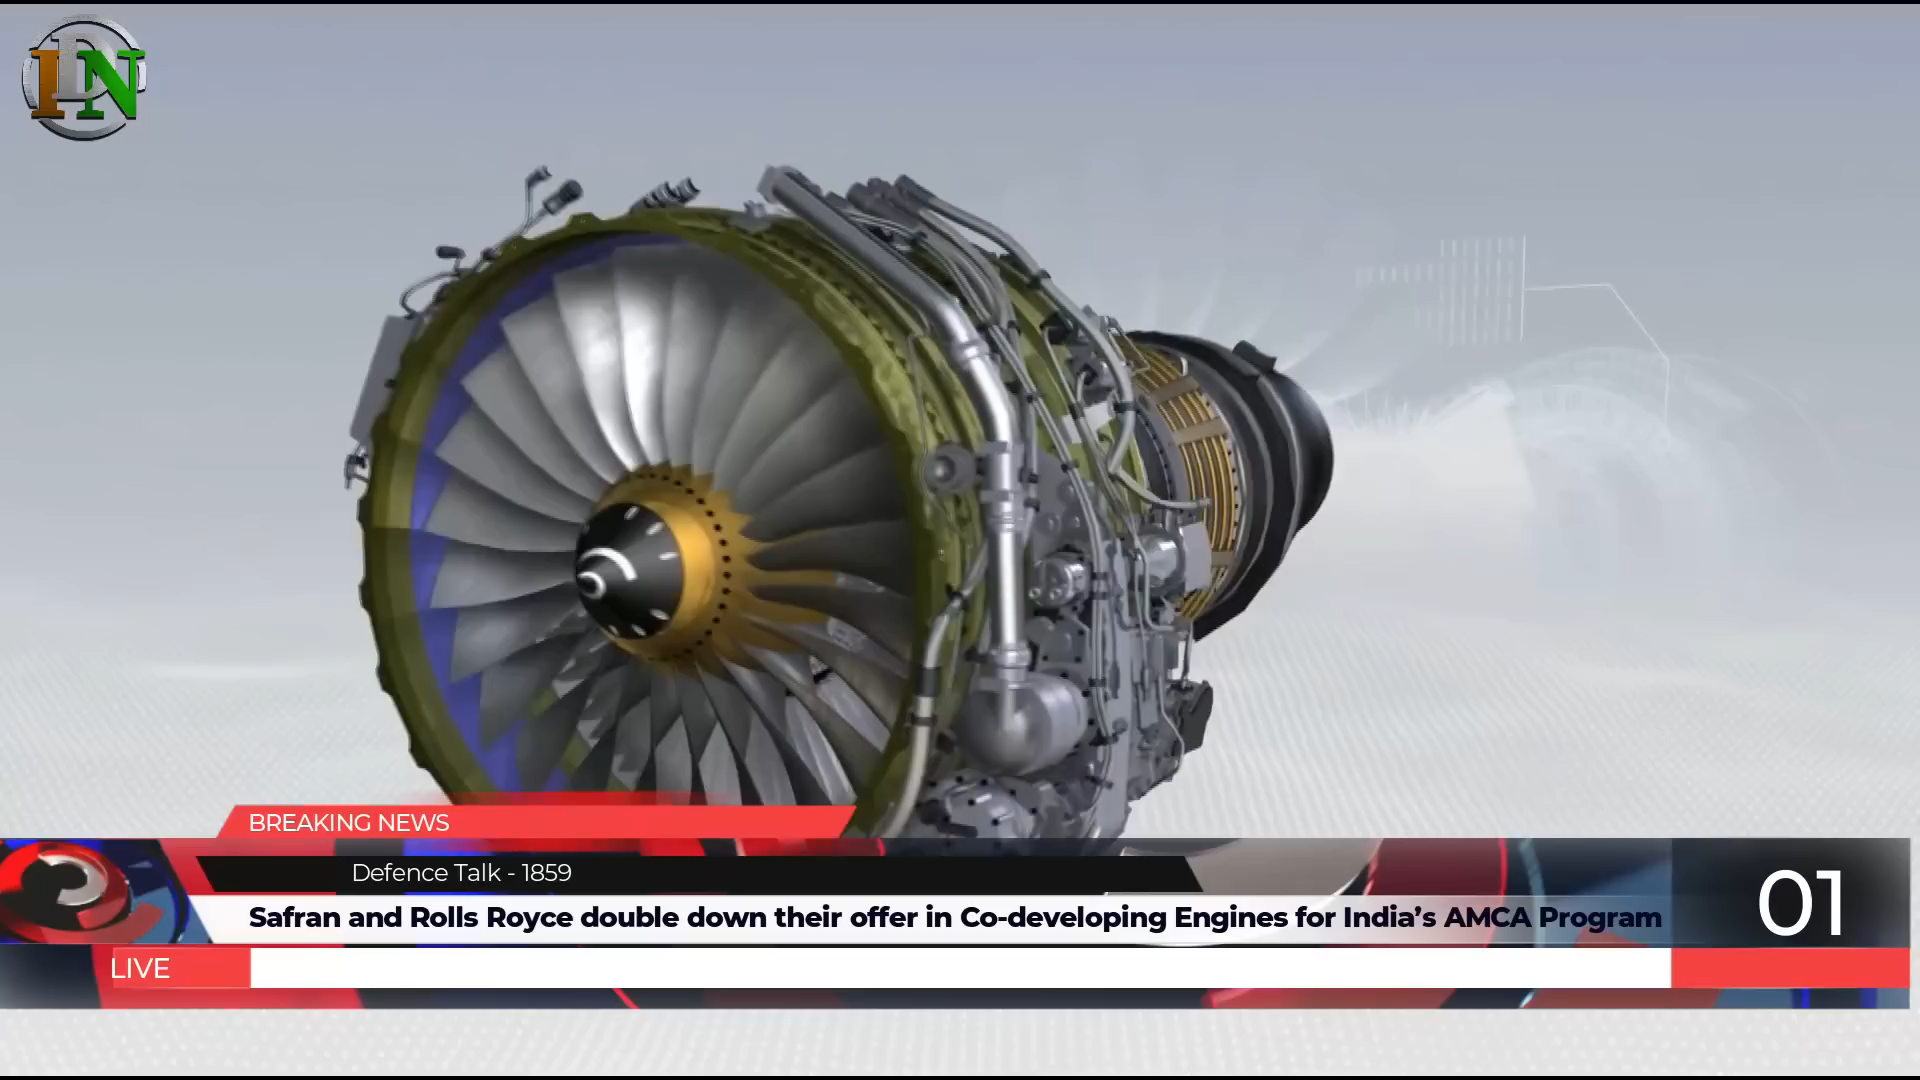 IDN
BREAKING NEWS
Defence Talk - 1859
Safran and Rolls Royce double down their offer in Co-developing Engines for India’s AMCA Program
01
LIVE